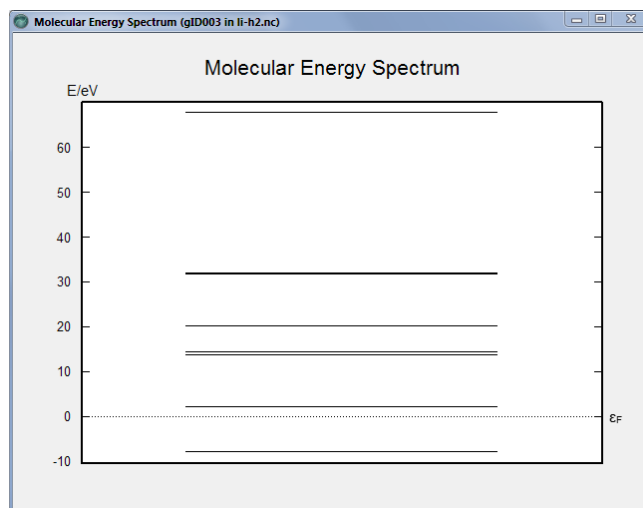 Molecular Energy Spectrum (gID003 in li-h2.nc)
Molecular Energy Spectrum
E/eV
60
50
40
30
20
10
0
εF
-10